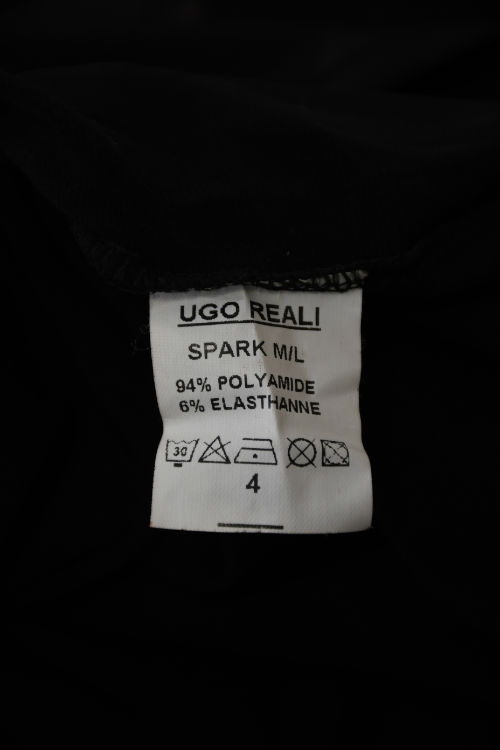 UGO REALI
SPARK M/L
94% POLYAMIDE
6% ELASTHANNE
30
4